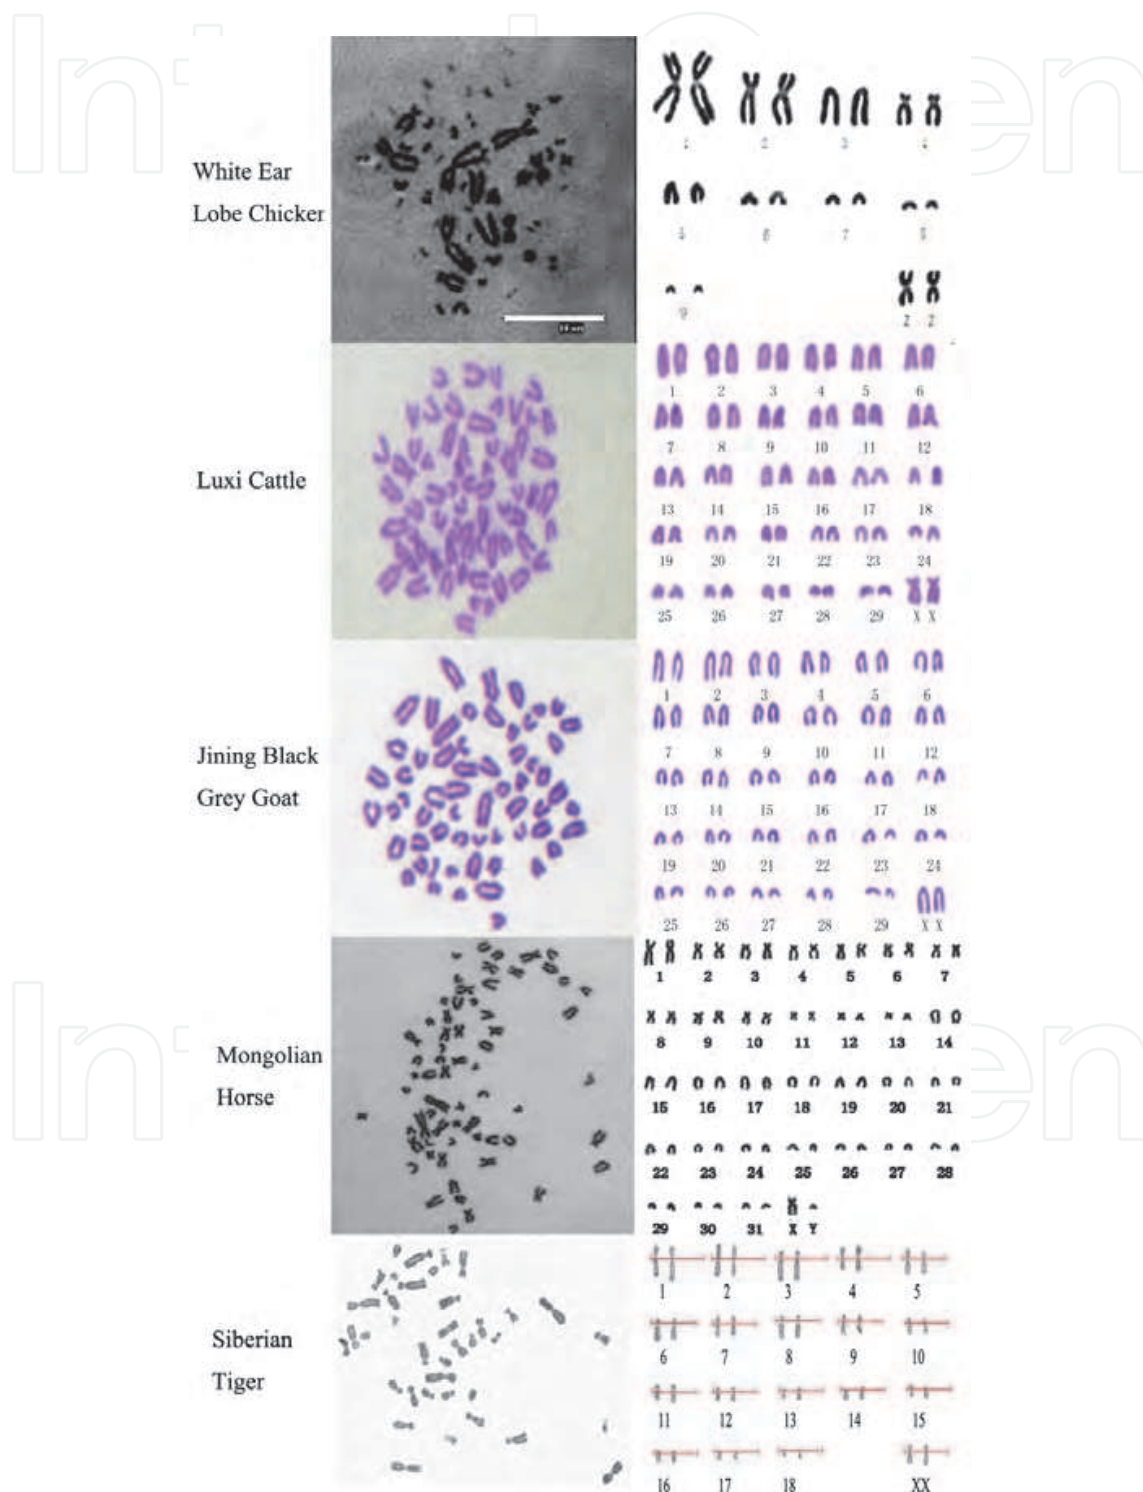 White Ear
Lobe Chicker
1 2 3 4
5 6 7 8
9 Z Z
Luxi Cattle
1 2 3 4 5 6
7 8 9 10 11 12
13 14 15 16 17 18
19 20 21 22 23 24
25 26 27 28 29 X X
Jining Black
Grey Goat
1 2 3 4 5 6
7 8 9 10 11 12
13 14 15 16 17 18
19 20 21 22 23 24
25 26 27 28 29 X X
Mongolian
Horse
1 2 3 4 5 6 7
8 9 10 11 12 13 14
15 16 17 18 19 20 21
22 23 24 25 26 27 28
29 30 31 X Y
Siberian
Tiger
1 2 3 4 5
6 7 8 9 10
11 12 13 14 15
16 17 18 XX